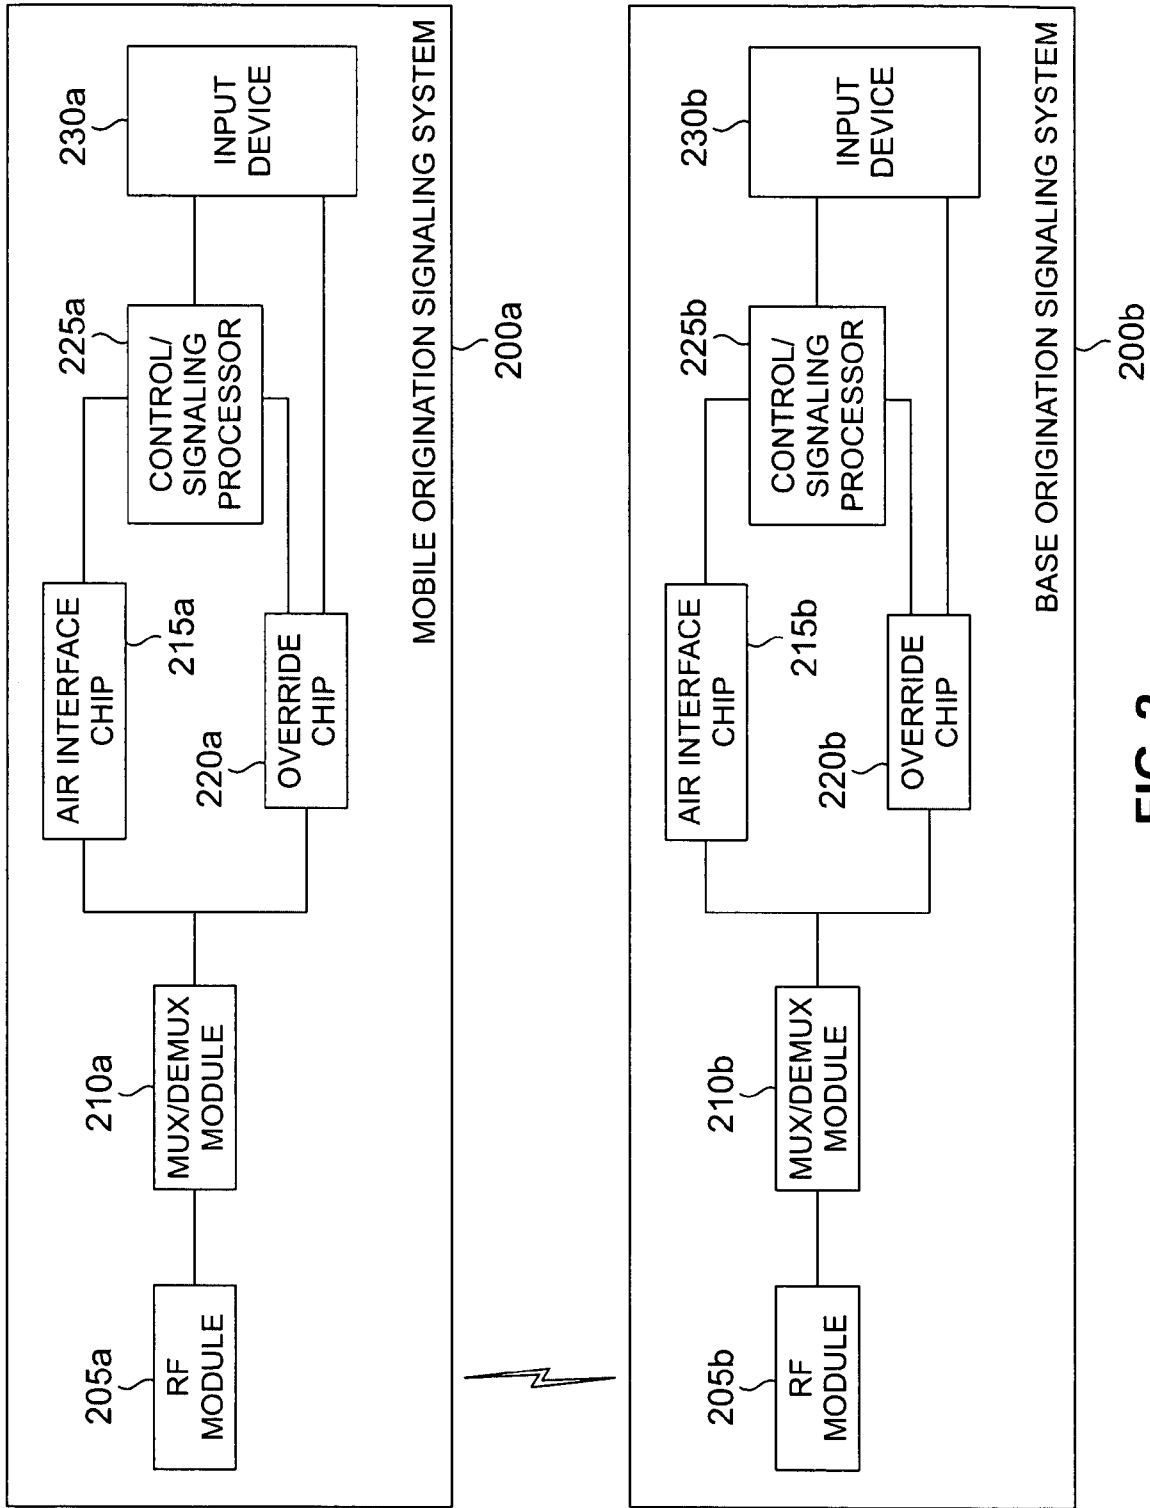 230a
INPUT
DEVICE
225a
CONTROL/
SIGNALING
PROCESSOR
AIR INTERFACE
CHIP
215a
220a
OVERRIDE
CHIP
210a
MUX/DEMUX
MODULE
205a
RF
MODULE
MOBILE ORIGINATION SIGNALING SYSTEM
200a
230b
INPUT
DEVICE
225b
CONTROL/
SIGNALING
PROCESSOR
AIR INTERFACE
CHIP
215b
220b
OVERRIDE
CHIP
210b
MUX/DEMUX
MODULE
205b
RF
MODULE
BASE ORIGINATION SIGNALING SYSTEM
200b
FIG. 2